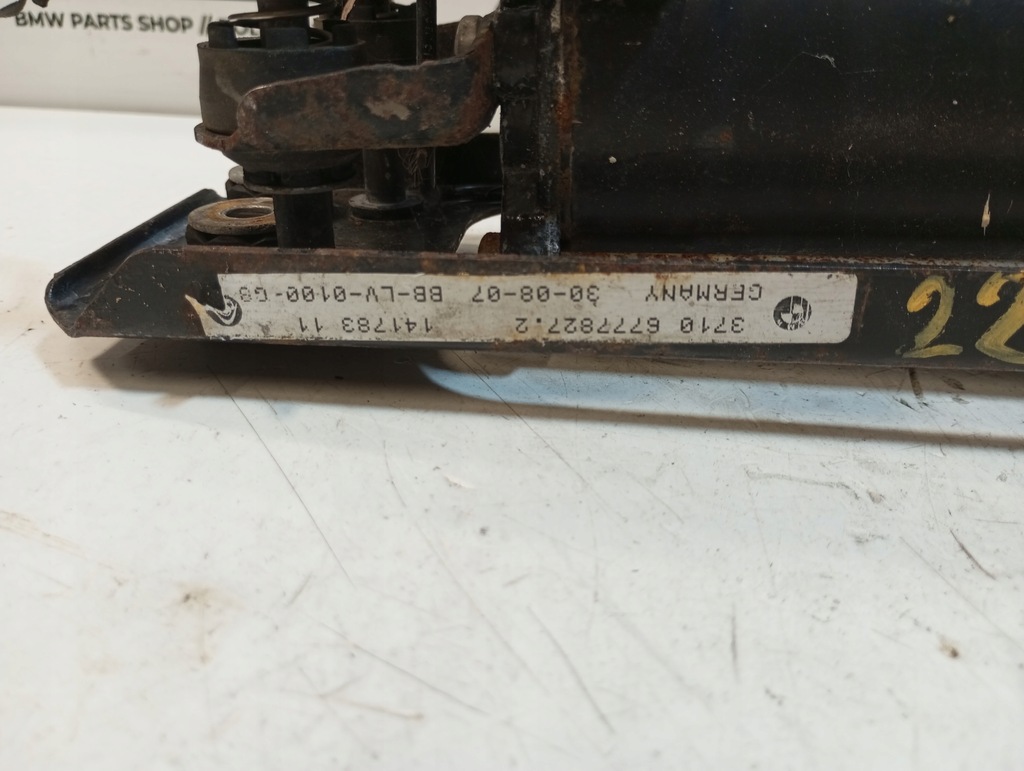 BMW PARTS SHOP //
3710 6777827.2 141783 11
GERMANY 30-08-07 BB-LV-0100-G8
22